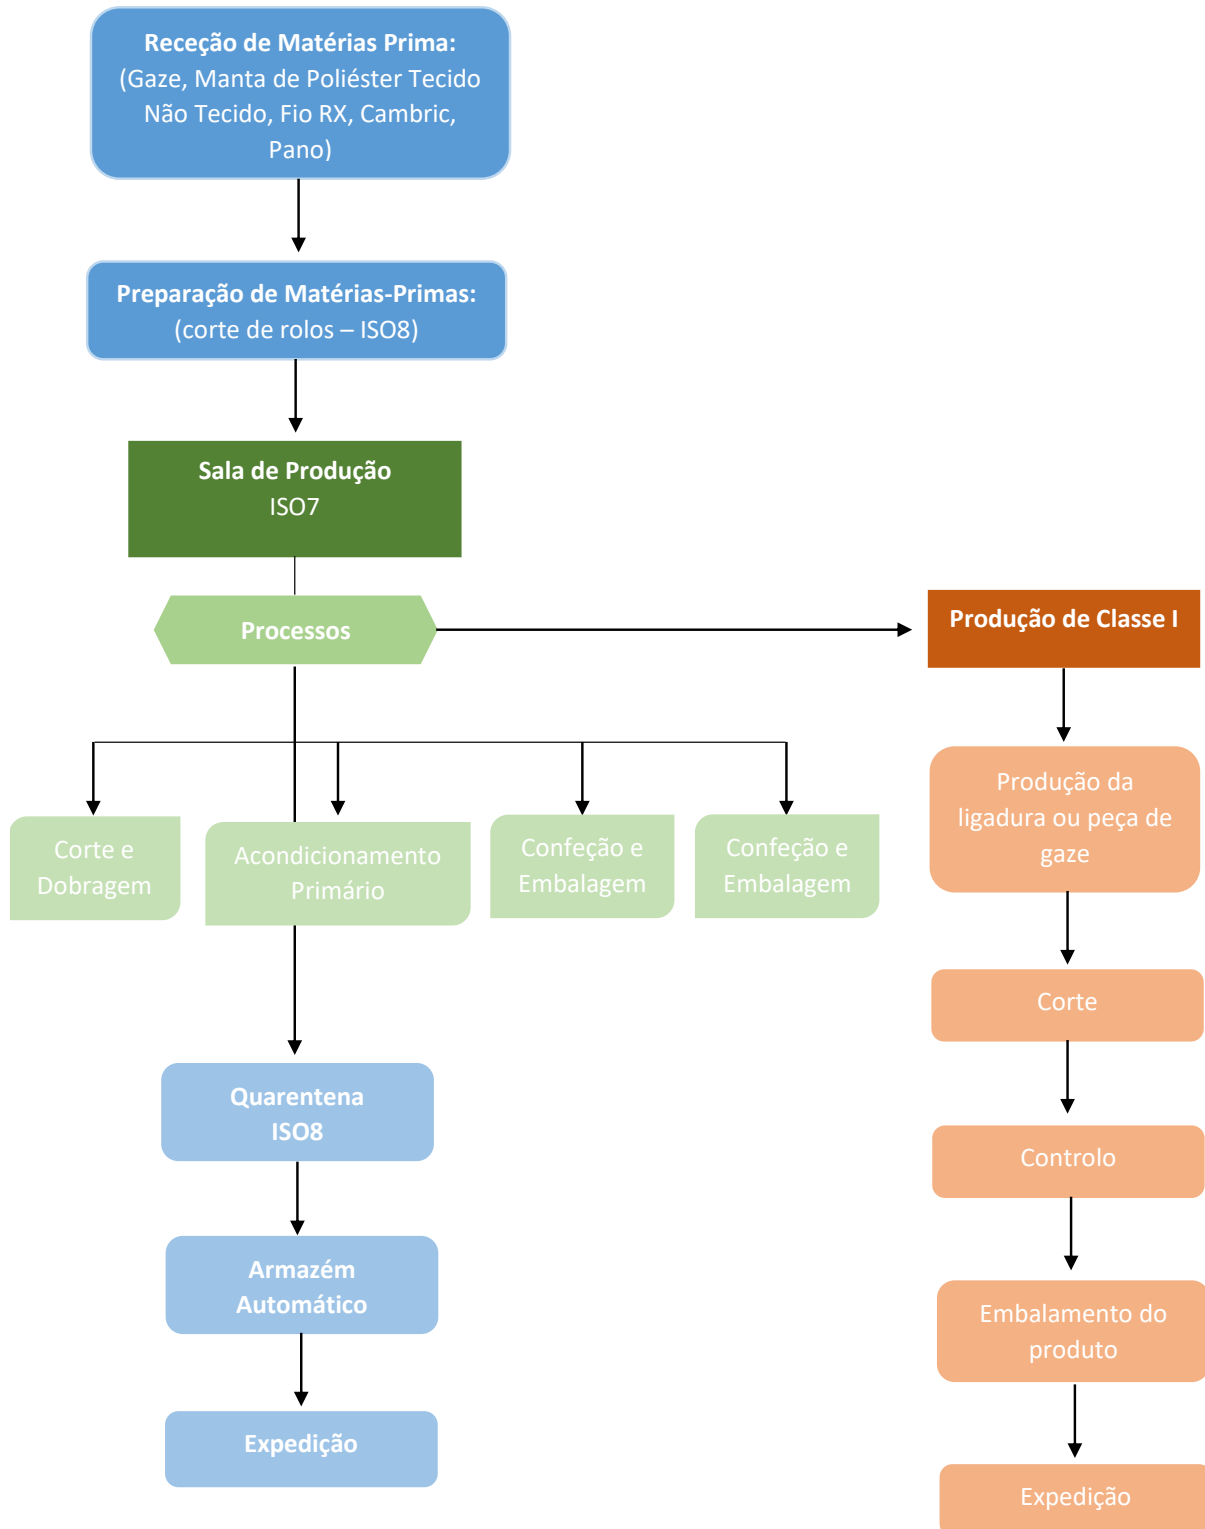 Receção de Matérias Prima:
(Gaze, Manta de Poliéster Tecido
Não Tecido, Fio RX, Cambric,
Pano)
Preparação de Matérias-Primas:
(corte de rolos – ISO8)
Sala de Produção
ISO7
Processos
Produção de Classe I
Corte e
Dobragem
Acondicionamento
Primário
Confeção e
Embalagem
Confeção e
Embalagem
Produção da
ligadura ou peça de
gaze
Corte
Quarentena
ISO8
Controlo
Armazém
Automático
Embalamento do
produto
Expedição
Expedição